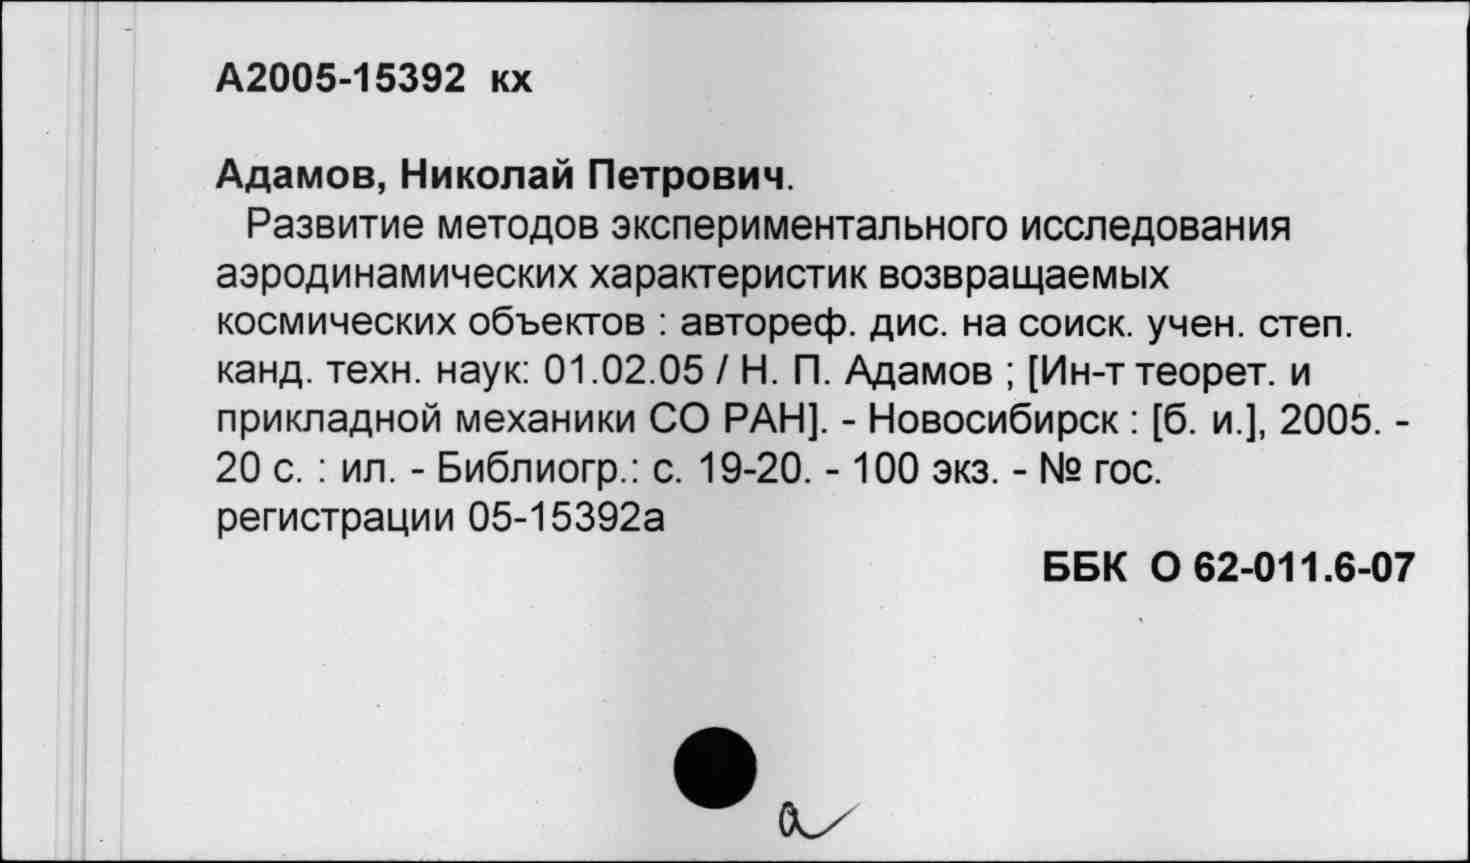 А2005-15392 кх
Адамов, Николай Петрович.
Развитие методов экспериментального исследования
аэродинамических характеристик возвращаемых
космических объектов : автореф. дис. на соиск. учен. степ.
канд. техн. наук: 01.02.05 / Н. П. Адамов ; [Ин-т теорет. и
прикладной механики СО РАН]. - Новосибирск : [б. и.], 2005. -
20 с. : ил. - Библиогр.: с. 19-20. - 100 экз. - № гос.
регистрации 05-15392а
ББК О 62-011.6-07
а